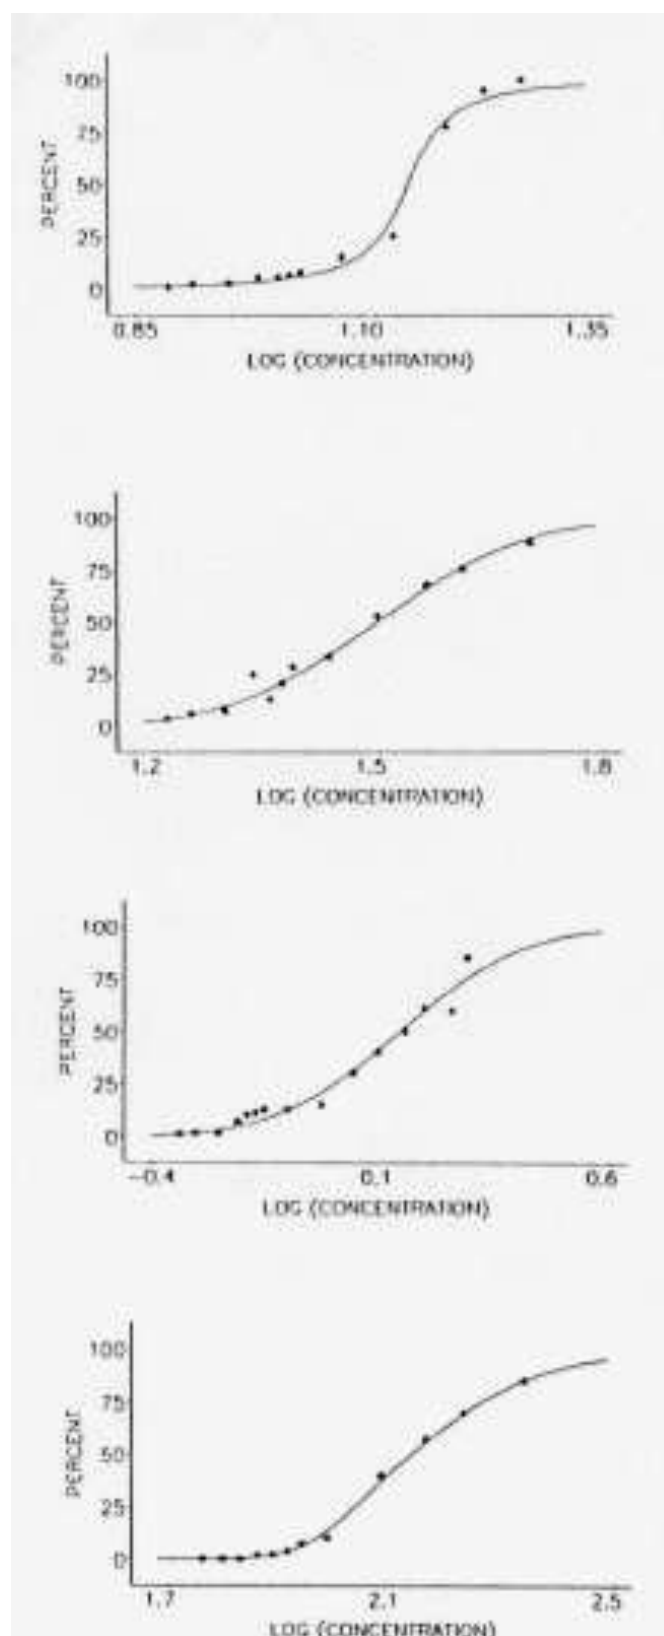 100
75
50
25
0
PERCENT
0.85 1.10 1.35
LOG (CONCENTRATION)
100
75
50
25
0
PERCENT
1.2 1.5 1.8
LOG (CONCENTRATION)
100
75
50
25
0
PERCENT
−0.4 0.1 0.6
LOG (CONCENTRATION)
100
75
50
25
0
PERCENT
1.7 2.1 2.5
LOG (CONCENTRATION)